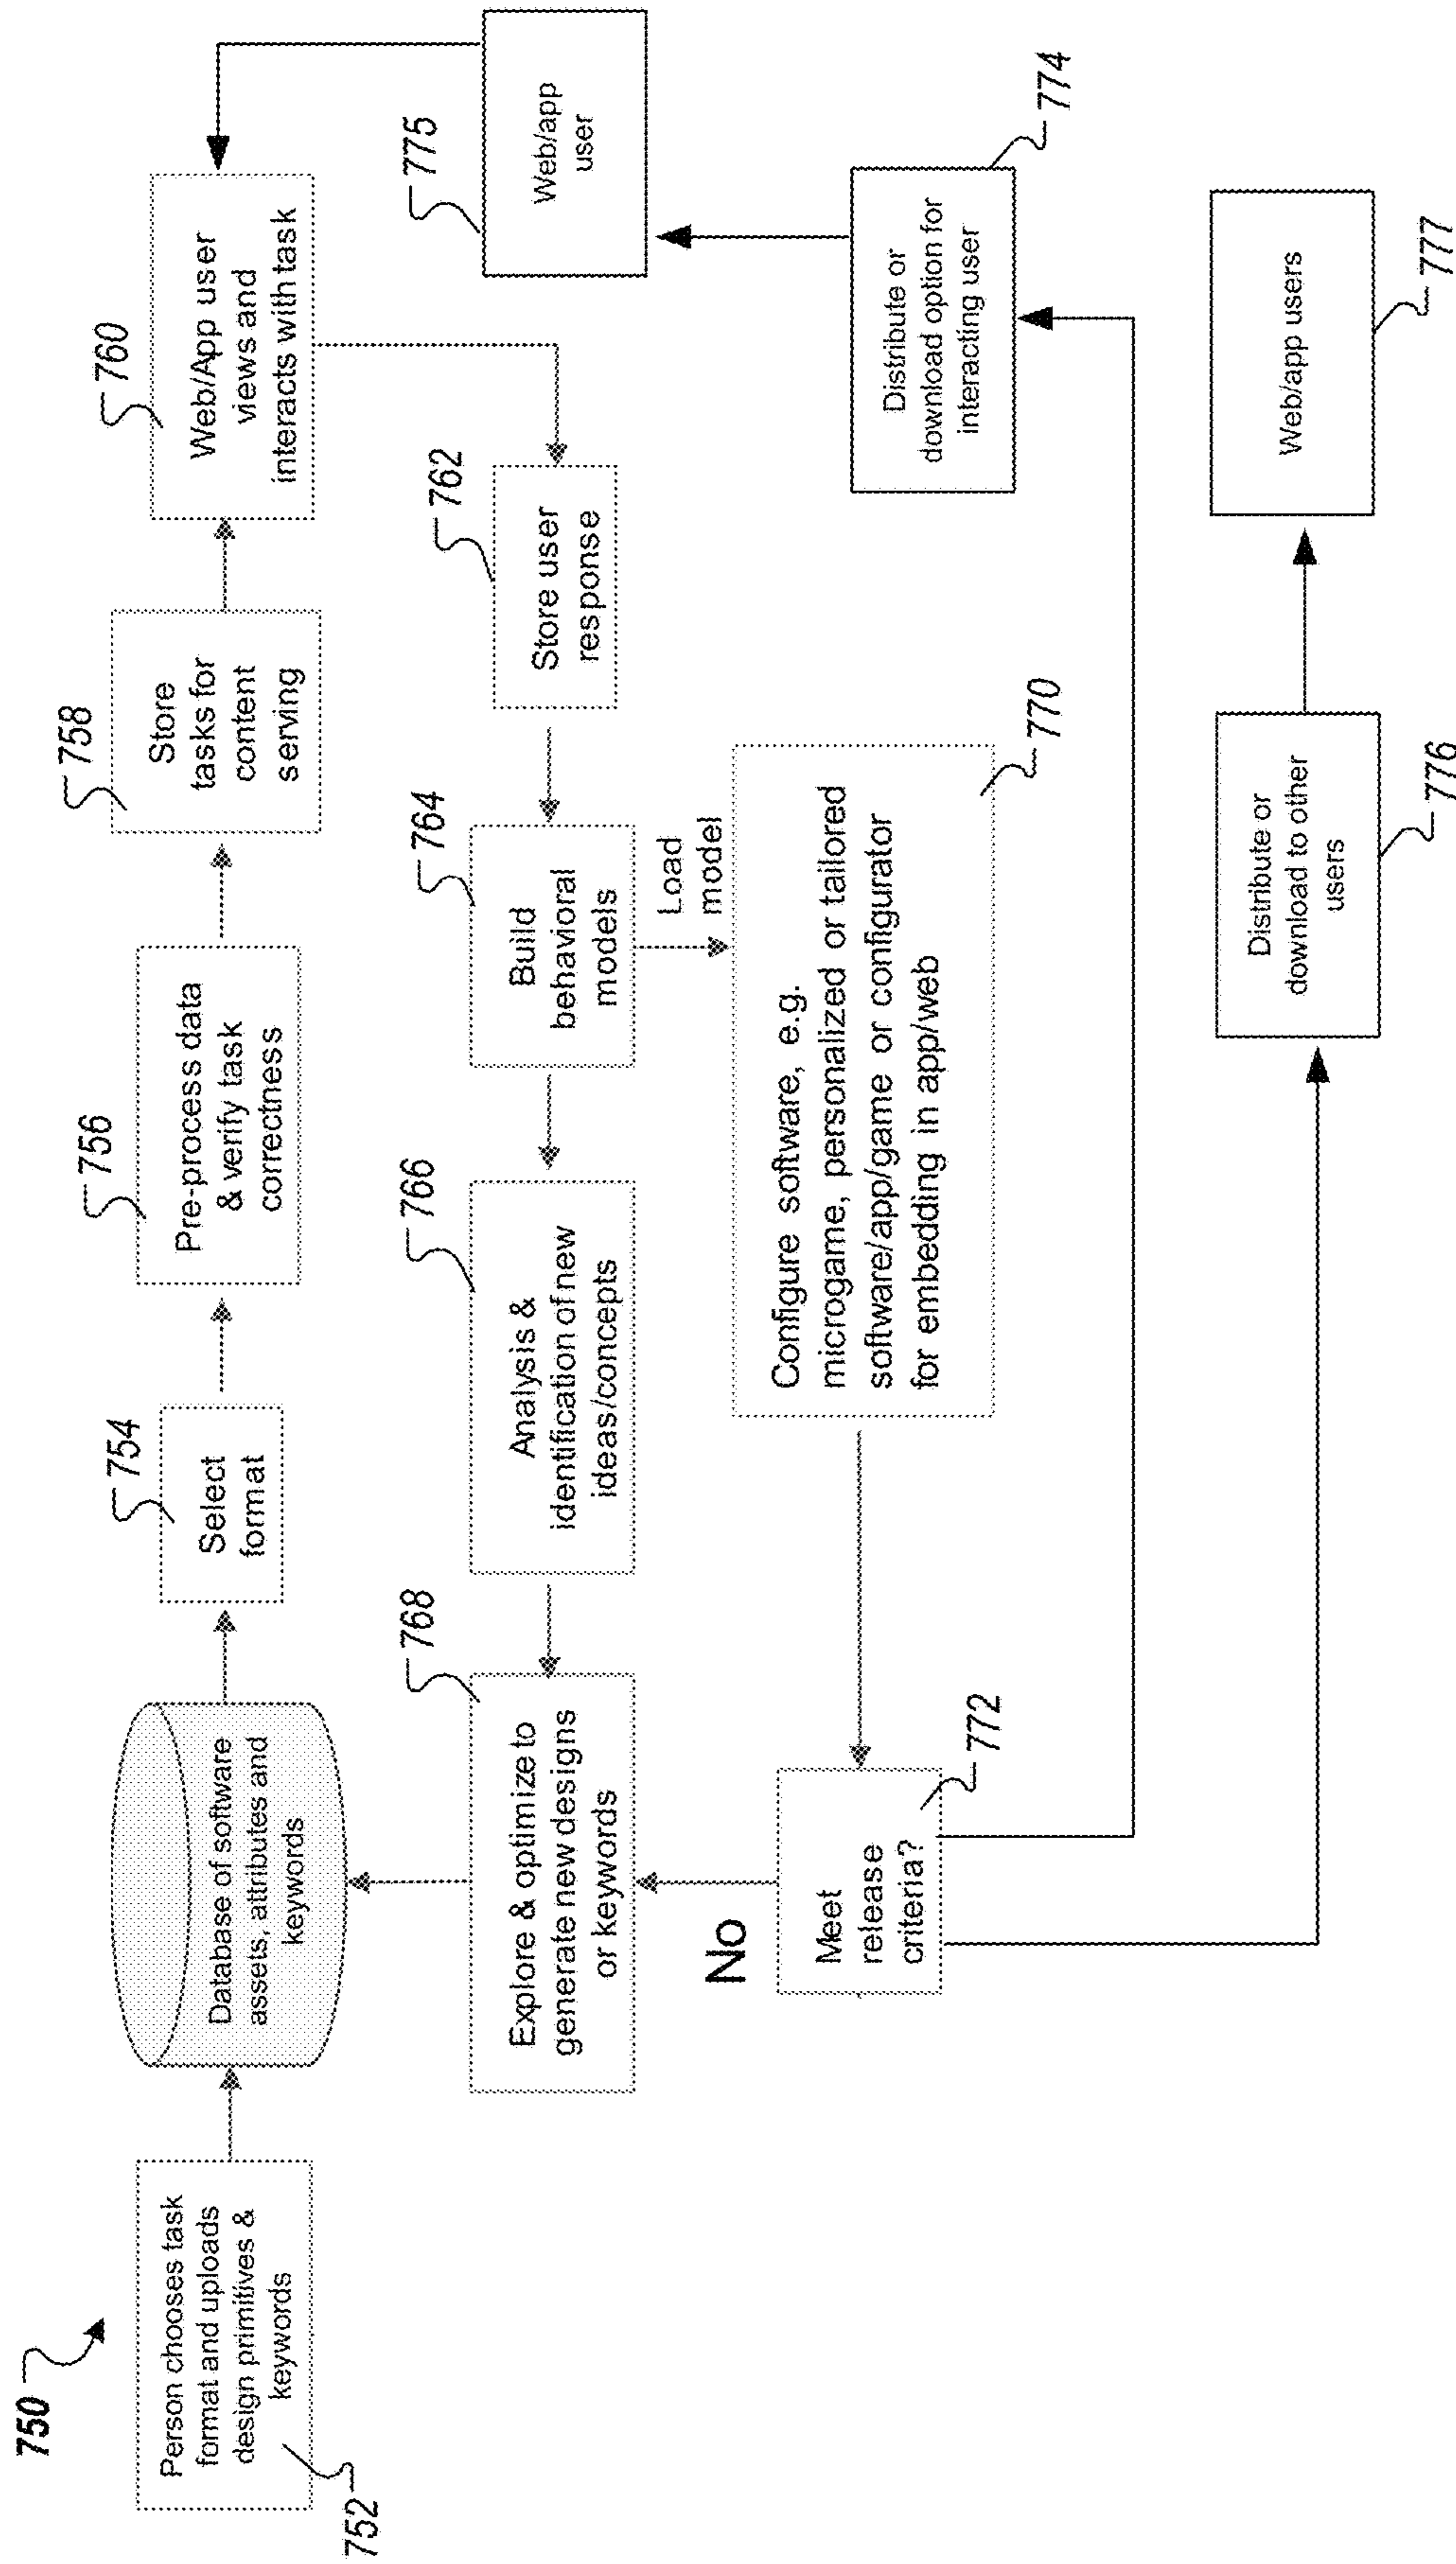 750
Person chooses task
format and uploads
design primitives &
keywords
752
Database of software
assets, attributes and
keywords
754
Select
format
756
Pre-process data
& verify task
correctness
758
Store
tasks for
content
serving
760
Web/App user
views and
interacts with task
768
Explore & optimize to
generate new designs
or keywords
766
Analysis &
identification of new
ideas/concepts
764
Build
behavioral
models
762
Store user
response
775
Web/app
user
No
Load
model
Meet
release
criteria?
772
Configure software, e.g.
microgame, personalized or tailored
software/app/game or configurator
for embedding in app/web
770
Distribute or
download option for
interacting user
774
Distribute or
download to other
users
776
Web/app users
777